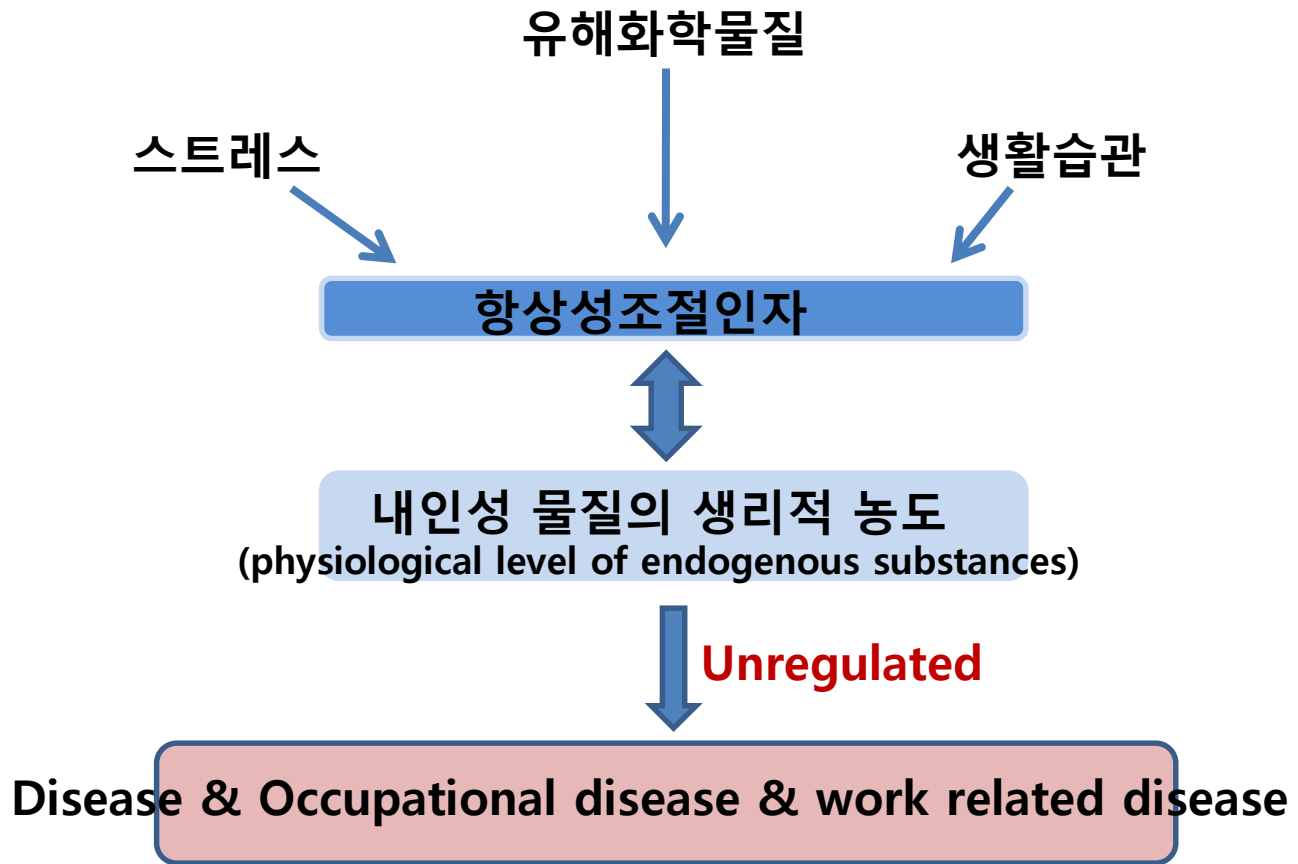 유해화학물질
스트레스
생활습관
항상성조절인자
내인성 물질의 생리적 농도
(physiological level of endogenous substances)
Unregulated
Disease & Occupational disease & work related disease